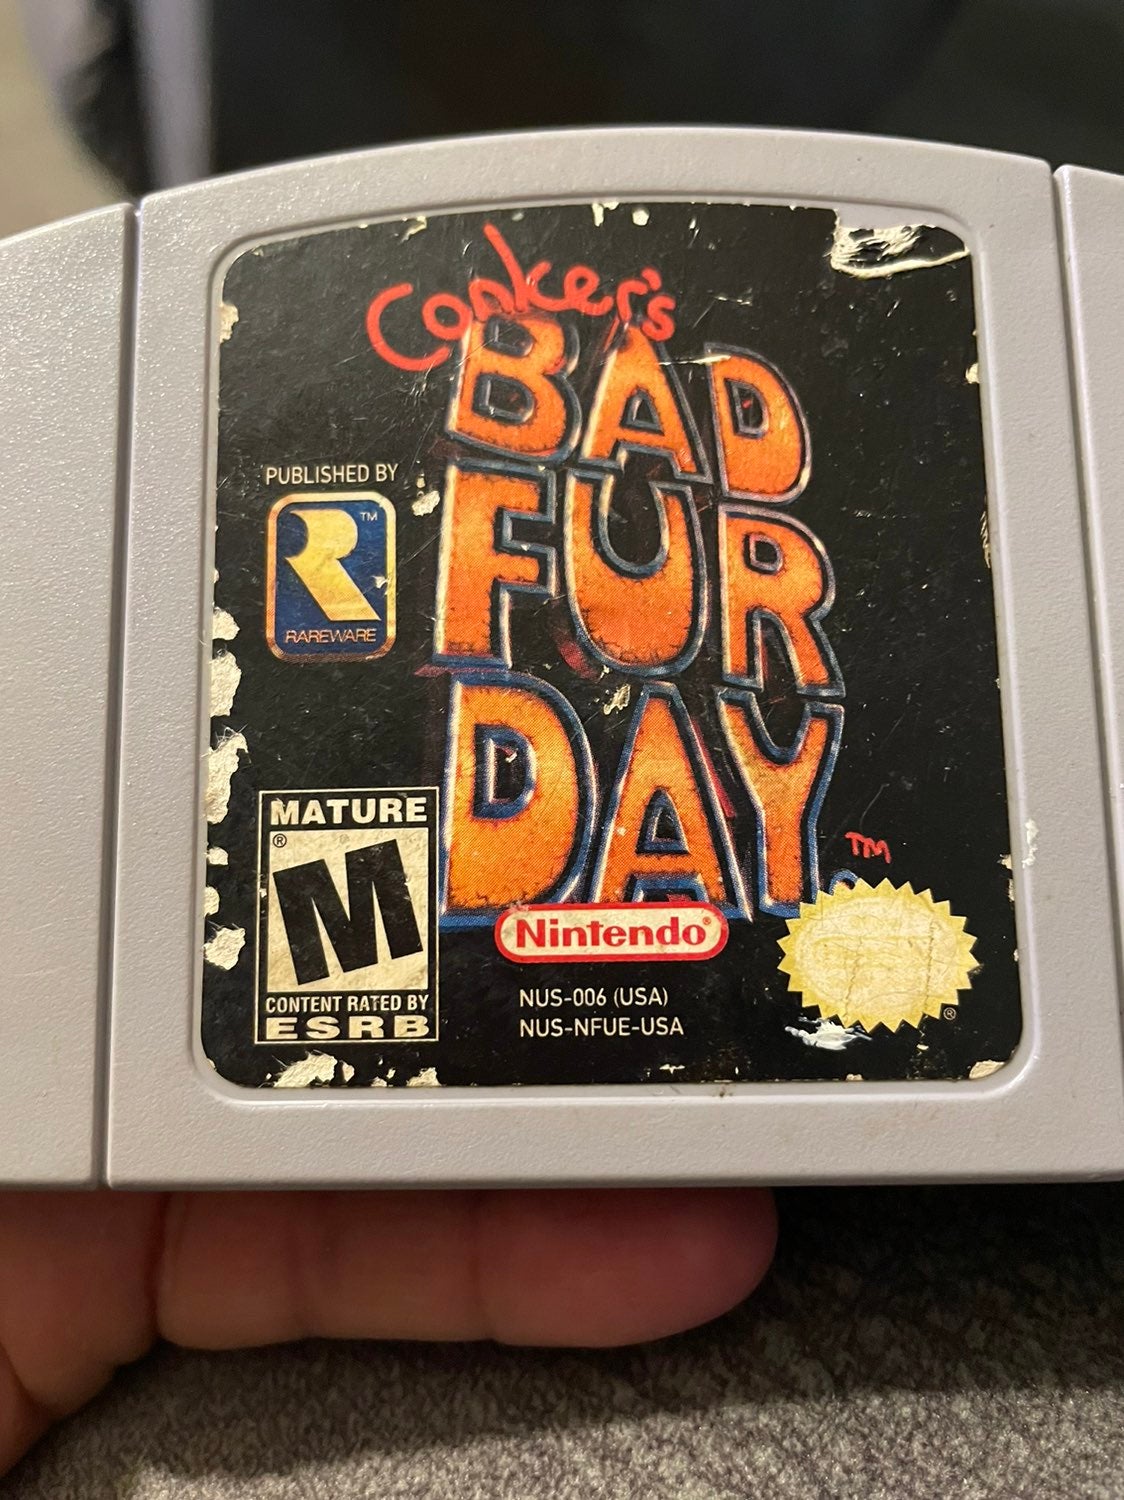 Conker's
BAD
FUR
DAY
TM
PUBLISHED BY
R
TM
RAREWARE
MATURE
®
M
CONTENT RATED BY
ESRB
Nintendo®
NUS-006 (USA)
NUS-NFUE-USA
®